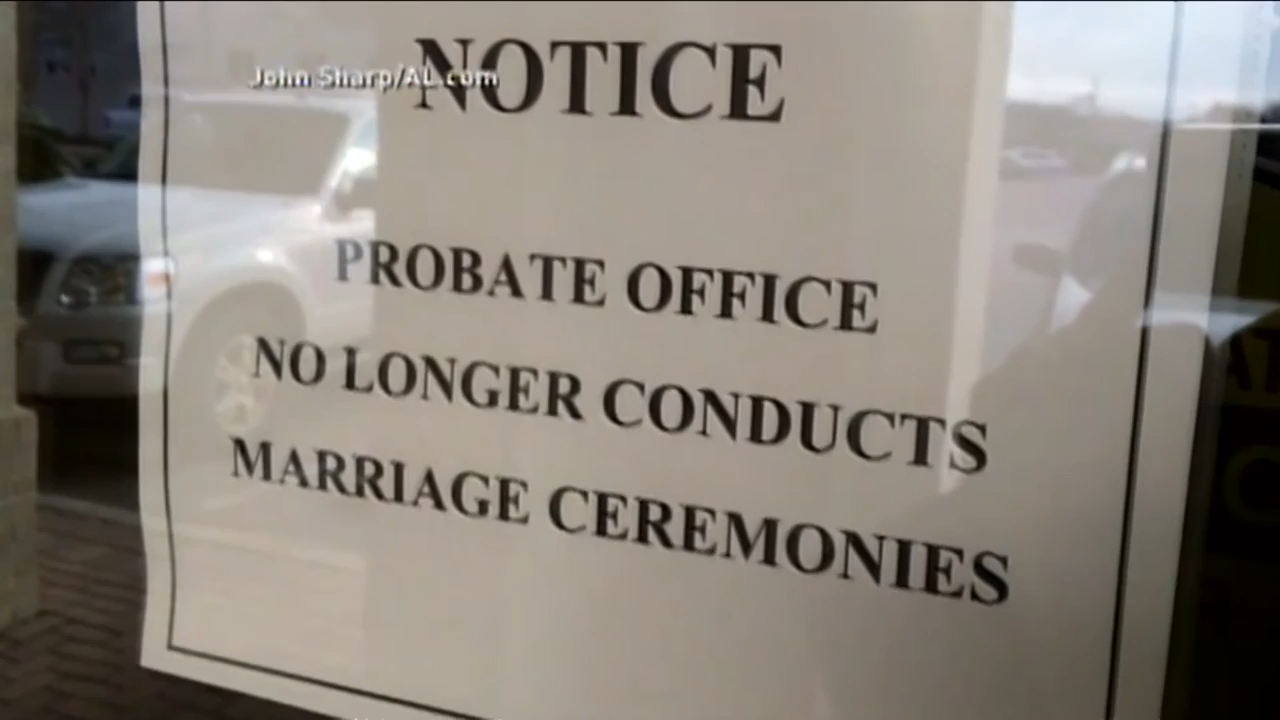 John Sharp/AL.com
NOTICE
PROBATE OFFICE
NO LONGER CONDUCTS
MARRIAGE CEREMONIES